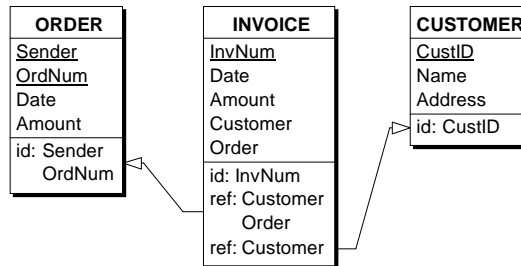 ORDER
Sender
OrdNum
Date
Amount
id: Sender
OrdNum
INVOICE
InvNum
Date
Amount
Customer
Order
id: InvNum
ref: Customer
Order
ref: Customer
CUSTOMER
CustID
Name
Address
id: CustID